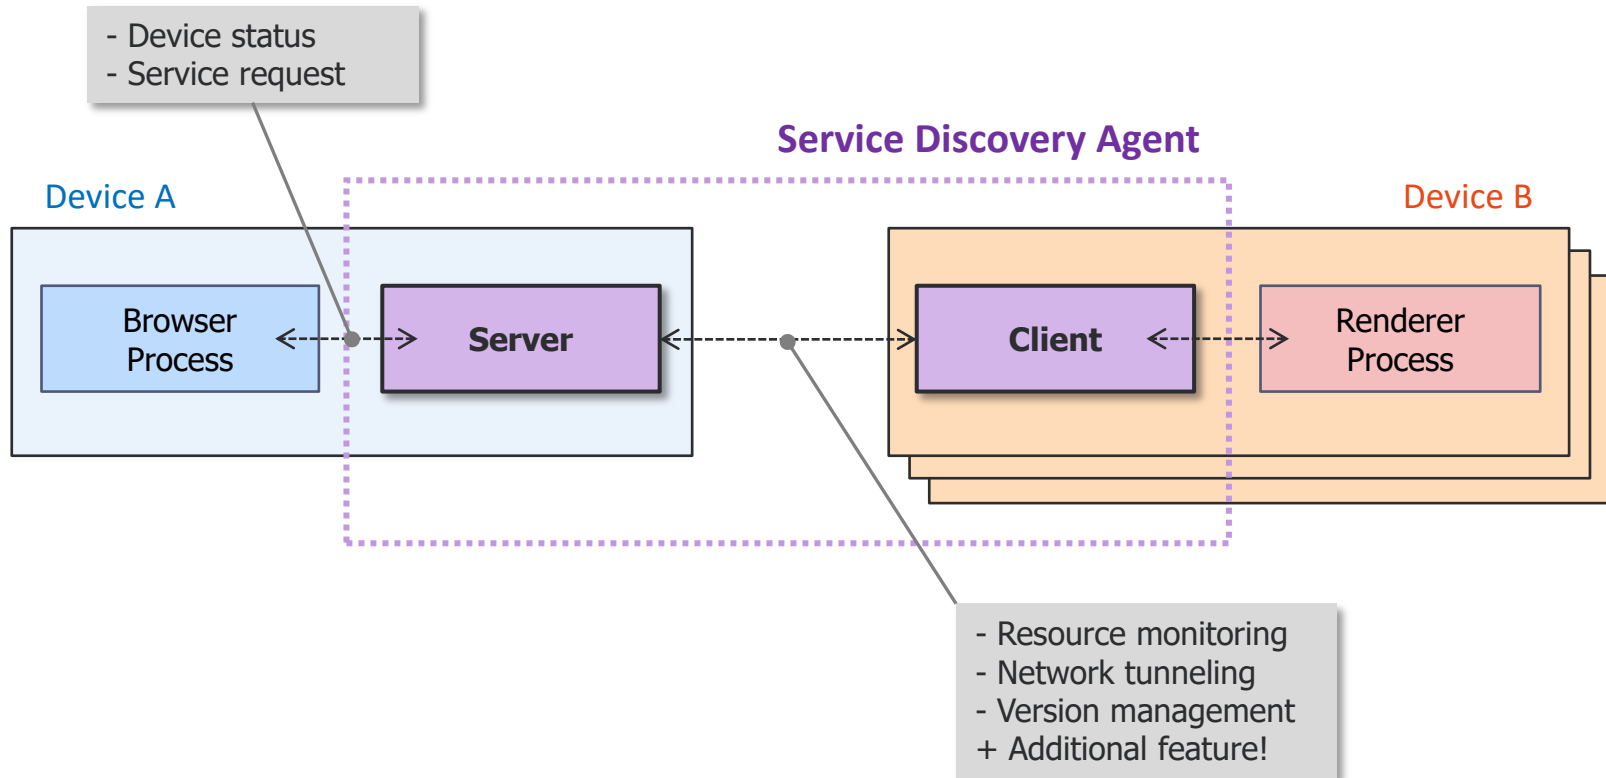 - Device status
- Service request
Service Discovery Agent
Device A
Device B
Browser
Process
Server
Client
Renderer
Process
- Resource monitoring
- Network tunneling
- Version management
+ Additional feature!